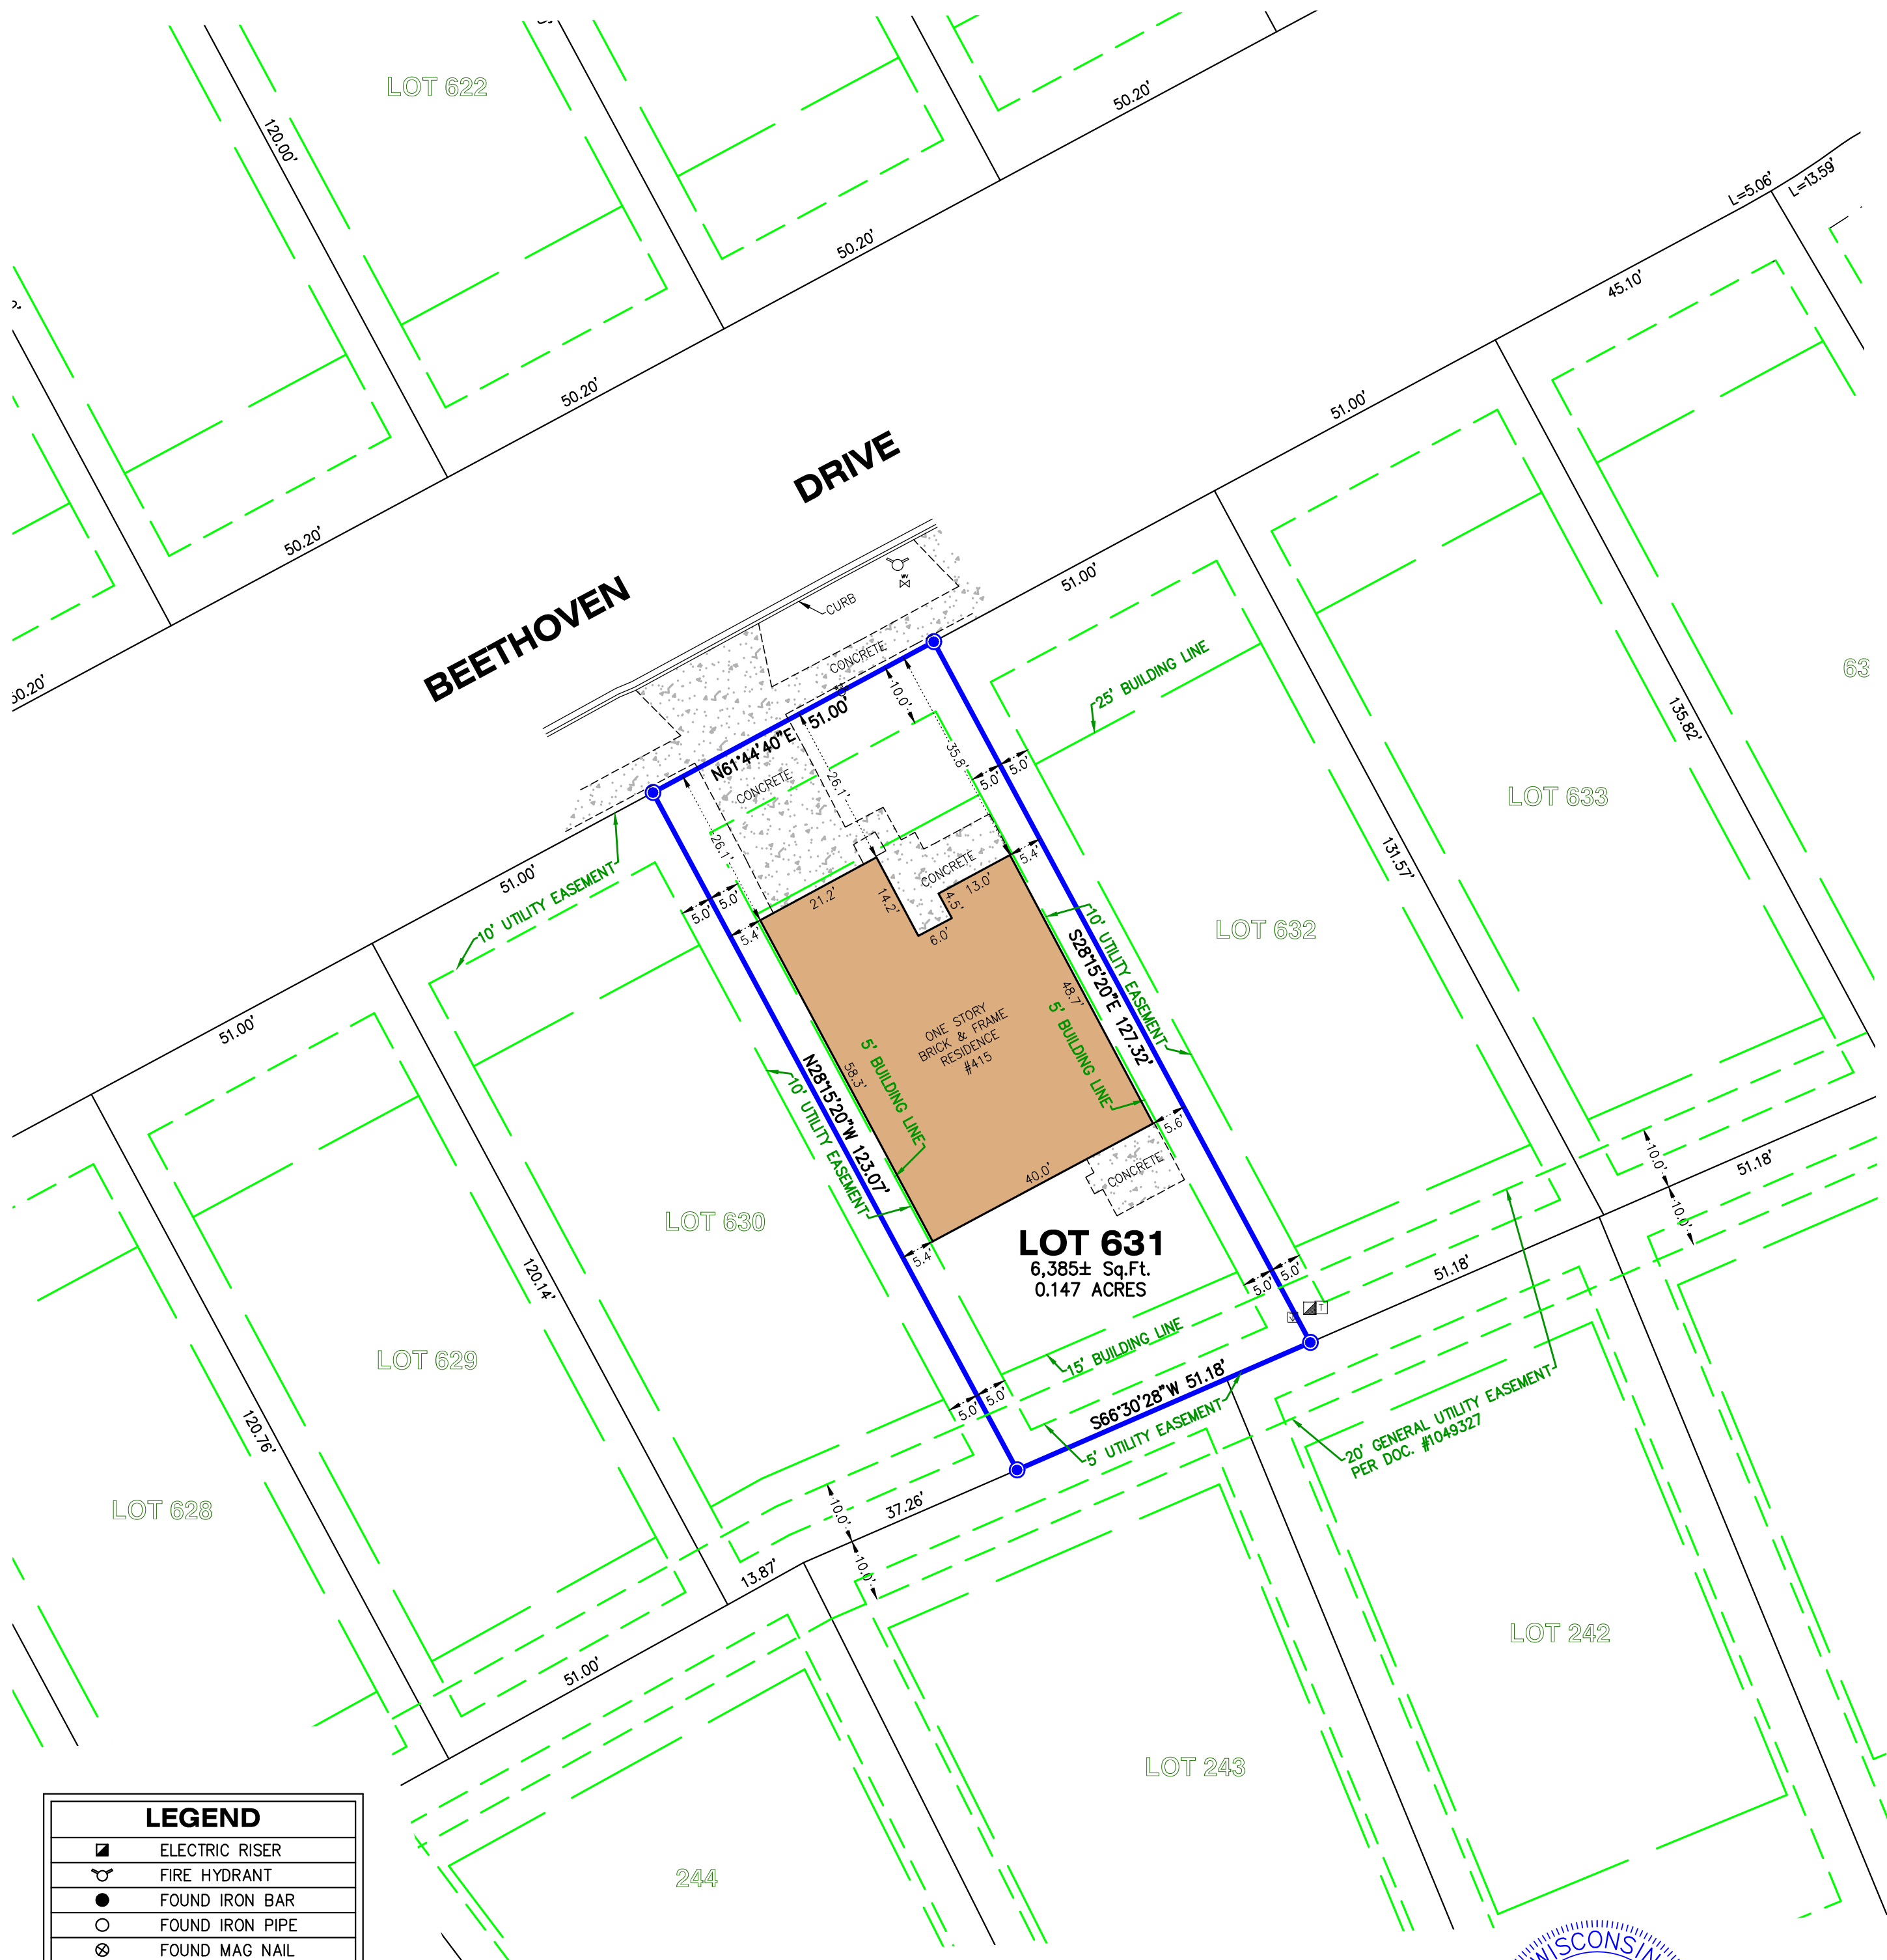 LOT 622
120.00'
50.20'
50.20'
50.20'
50.20'
50.20'
L=5.06'
L=13.59'
45.10'
51.00'
51.00'
DRIVE
BEETHOVEN
CURB
CONCRETE
WV
10.0'
51.00'
N61°44'40"E
CONCRETE
35.8'
26.1'
26.1'
5.0'
5.0'
25' BUILDING LINE
135.82'
63
LOT 633
131.57'
LOT 632
51.00'
10' UTILITY EASEMENT
5.0'
5.0'
5.4'
21.2'
14.2'
6.0'
4.5'
13.0'
CONCRETE
5.4'
10' UTILITY EASEMENT
S28°15'20"E 127.32'
48.7'
5' BUILDING LINE
ONE STORY
BRICK & FRAME
RESIDENCE
#415
5' BUILDING LINE
58.3'
N28°15'20"W 123.07'
10' UTILITY EASEMENT
51.00'
40.0'
CONCRETE
5.6'
5.4'
LOT 631
6,385± Sq.Ft.
0.147 ACRES
LOT 630
120.14'
LOT 629
120.76'
LOT 628
5.0'
5.0'
T
V
51.18'
51.18'
10.0'
10.0'
15' BUILDING LINE
S66°30'28"W 51.18'
5' UTILITY EASEMENT
20' GENERAL UTILITY EASEMENT
PER DOC. #1049327
5.0'
5.0'
37.26'
10.0'
10.0'
13.87'
51.00'
LOT 242
LOT 243
244
LEGEND
ELECTRIC RISER
FIRE HYDRANT
FOUND IRON BAR
FOUND IRON PIPE
FOUND MAG NAIL
WISCONSIN